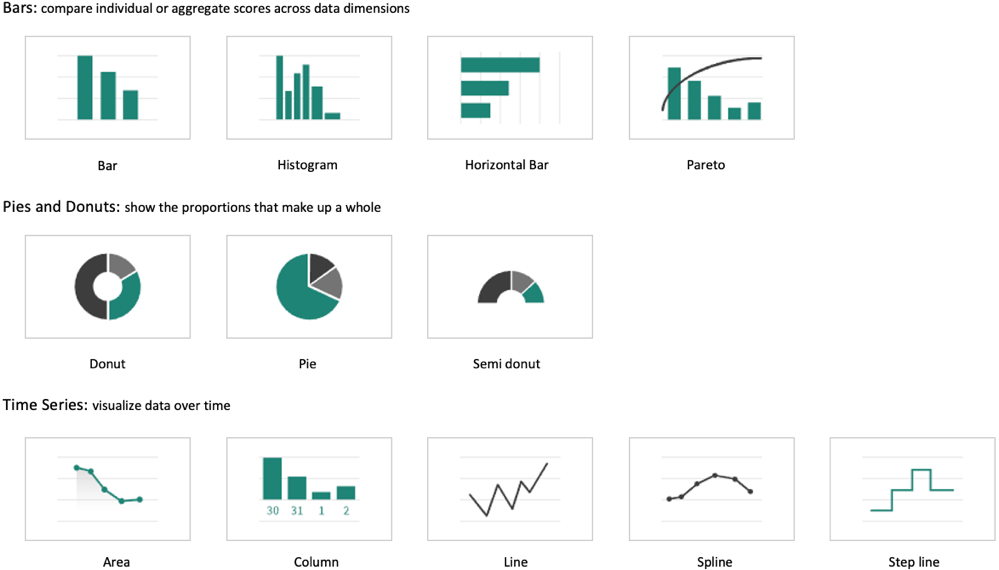 Bars: compare individual or aggregate scores across data dimensions
Bar Histogram Horizontal Bar Pareto
Pies and Donuts: show the proportions that make up a whole
Donut Pie Semi donut
Time Series: visualize data over time
30 31 1 2
Area Column Line Spline Step line